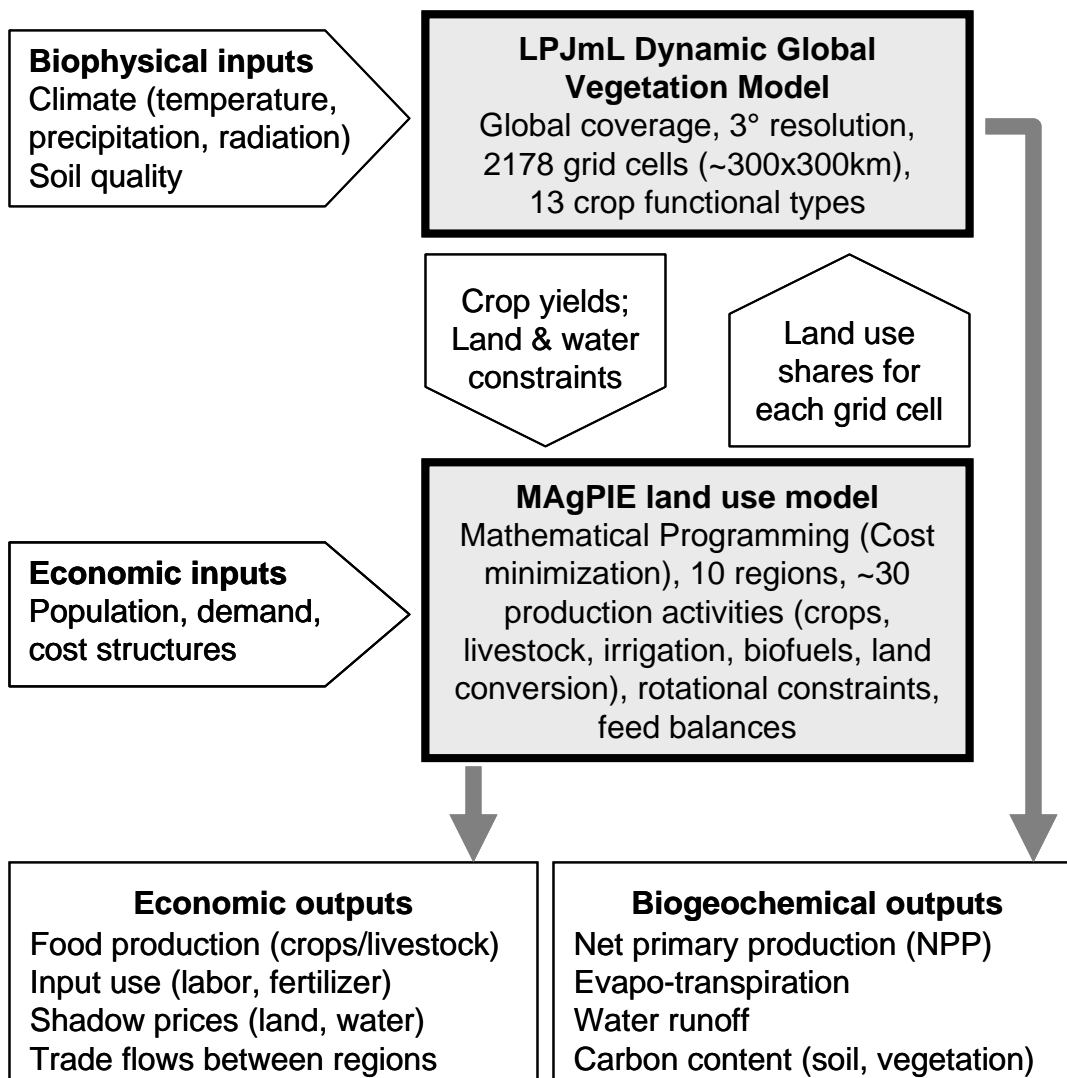 Biophysical inputs
Climate (temperature,
precipitation, radiation)
Soil quality
LPJmL Dynamic Global
Vegetation Model
Global coverage, 3° resolution,
2178 grid cells (~300x300km),
13 crop functional types
Crop yields;
Land & water
constraints
Land use
shares for
each grid cell
Economic inputs
Population, demand,
cost structures
MAgPIE land use model
Mathematical Programming (Cost
minimization), 10 regions, ~30
production activities (crops,
livestock, irrigation, biofuels, land
conversion), rotational constraints,
feed balances
Economic outputs
Food production (crops/livestock)
Input use (labor, fertilizer)
Shadow prices (land, water)
Trade flows between regions
Biogeochemical outputs
Net primary production (NPP)
Evapo-transpiration
Water runoff
Carbon content (soil, vegetation)